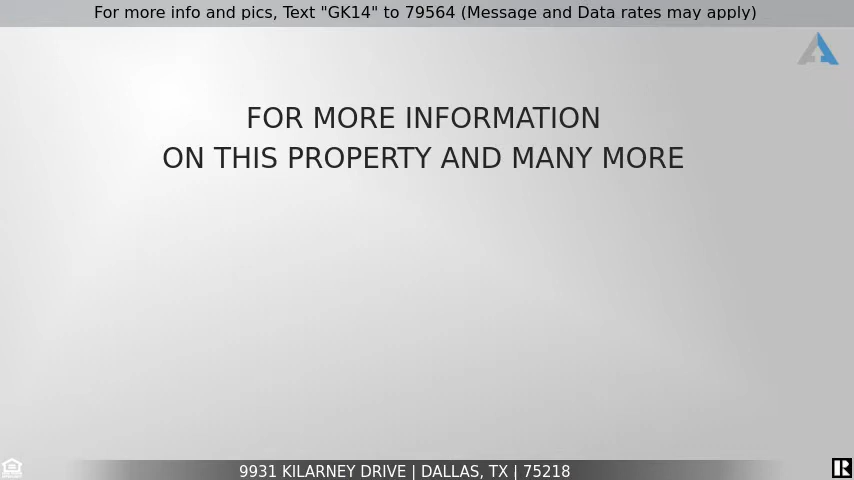 For more info and pics, Text "GK14" to 79564 (Message and Data rates may apply)
FOR MORE INFORMATION
ON THIS PROPERTY AND MANY MORE
9931 KILARNEY DRIVE | DALLAS, TX | 75218